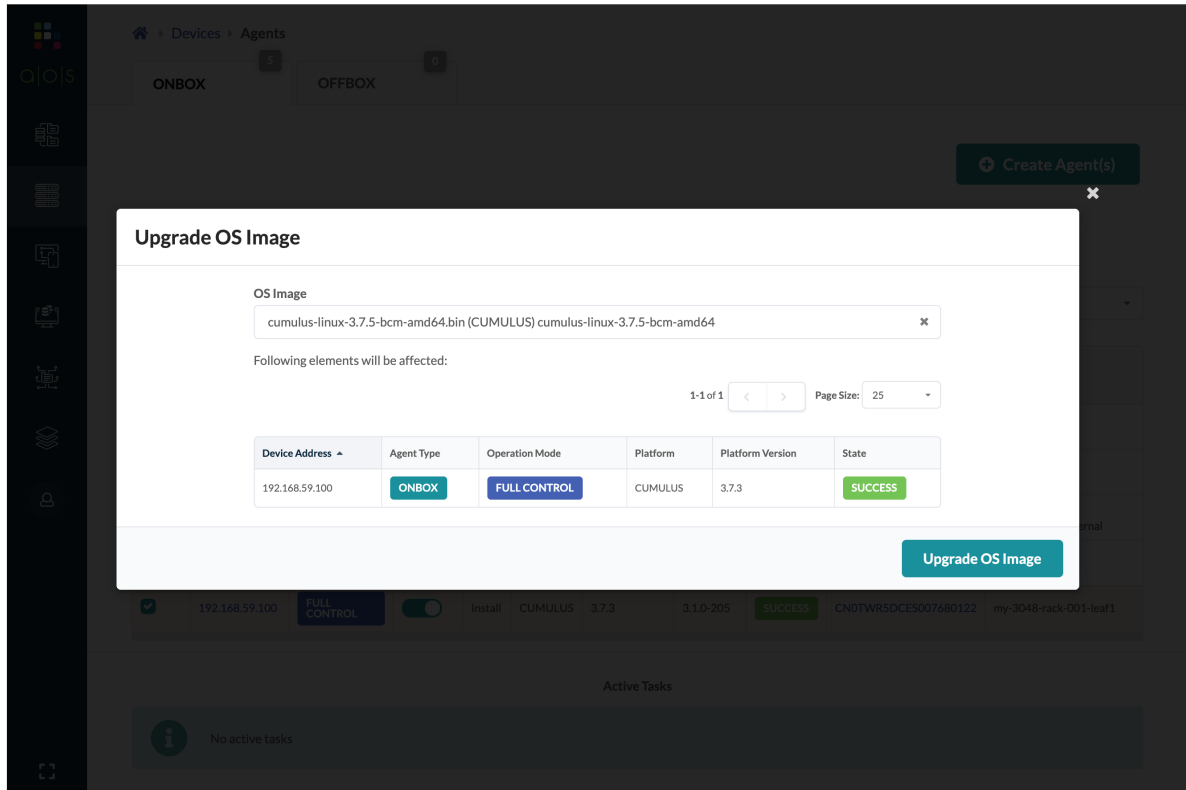 Devices Agents
a|o|s
ONBOX 5 OFFBOX 0
Create Agent(s)
Upgrade OS Image
OS Image
cumulus-linux-3.7.5-bcm-amd64.bin (CUMULUS) cumulus-linux-3.7.5-bcm-amd64
Following elements will be affected:
1-1 of 1 Page Size: 25
Device Address Agent Type Operation Mode Platform Platform Version State
192.168.59.100 ONBOX FULL CONTROL CUMULUS 3.7.3 SUCCESS
ernal
Upgrade OS Image
192.168.59.100 FULL CONTROL Install CUMULUS 3.7.3 3.1.0-205 SUCCESS CN0TWR5DCES007680122 my-3048-rack-001-leaf1
Active Tasks
No active tasks